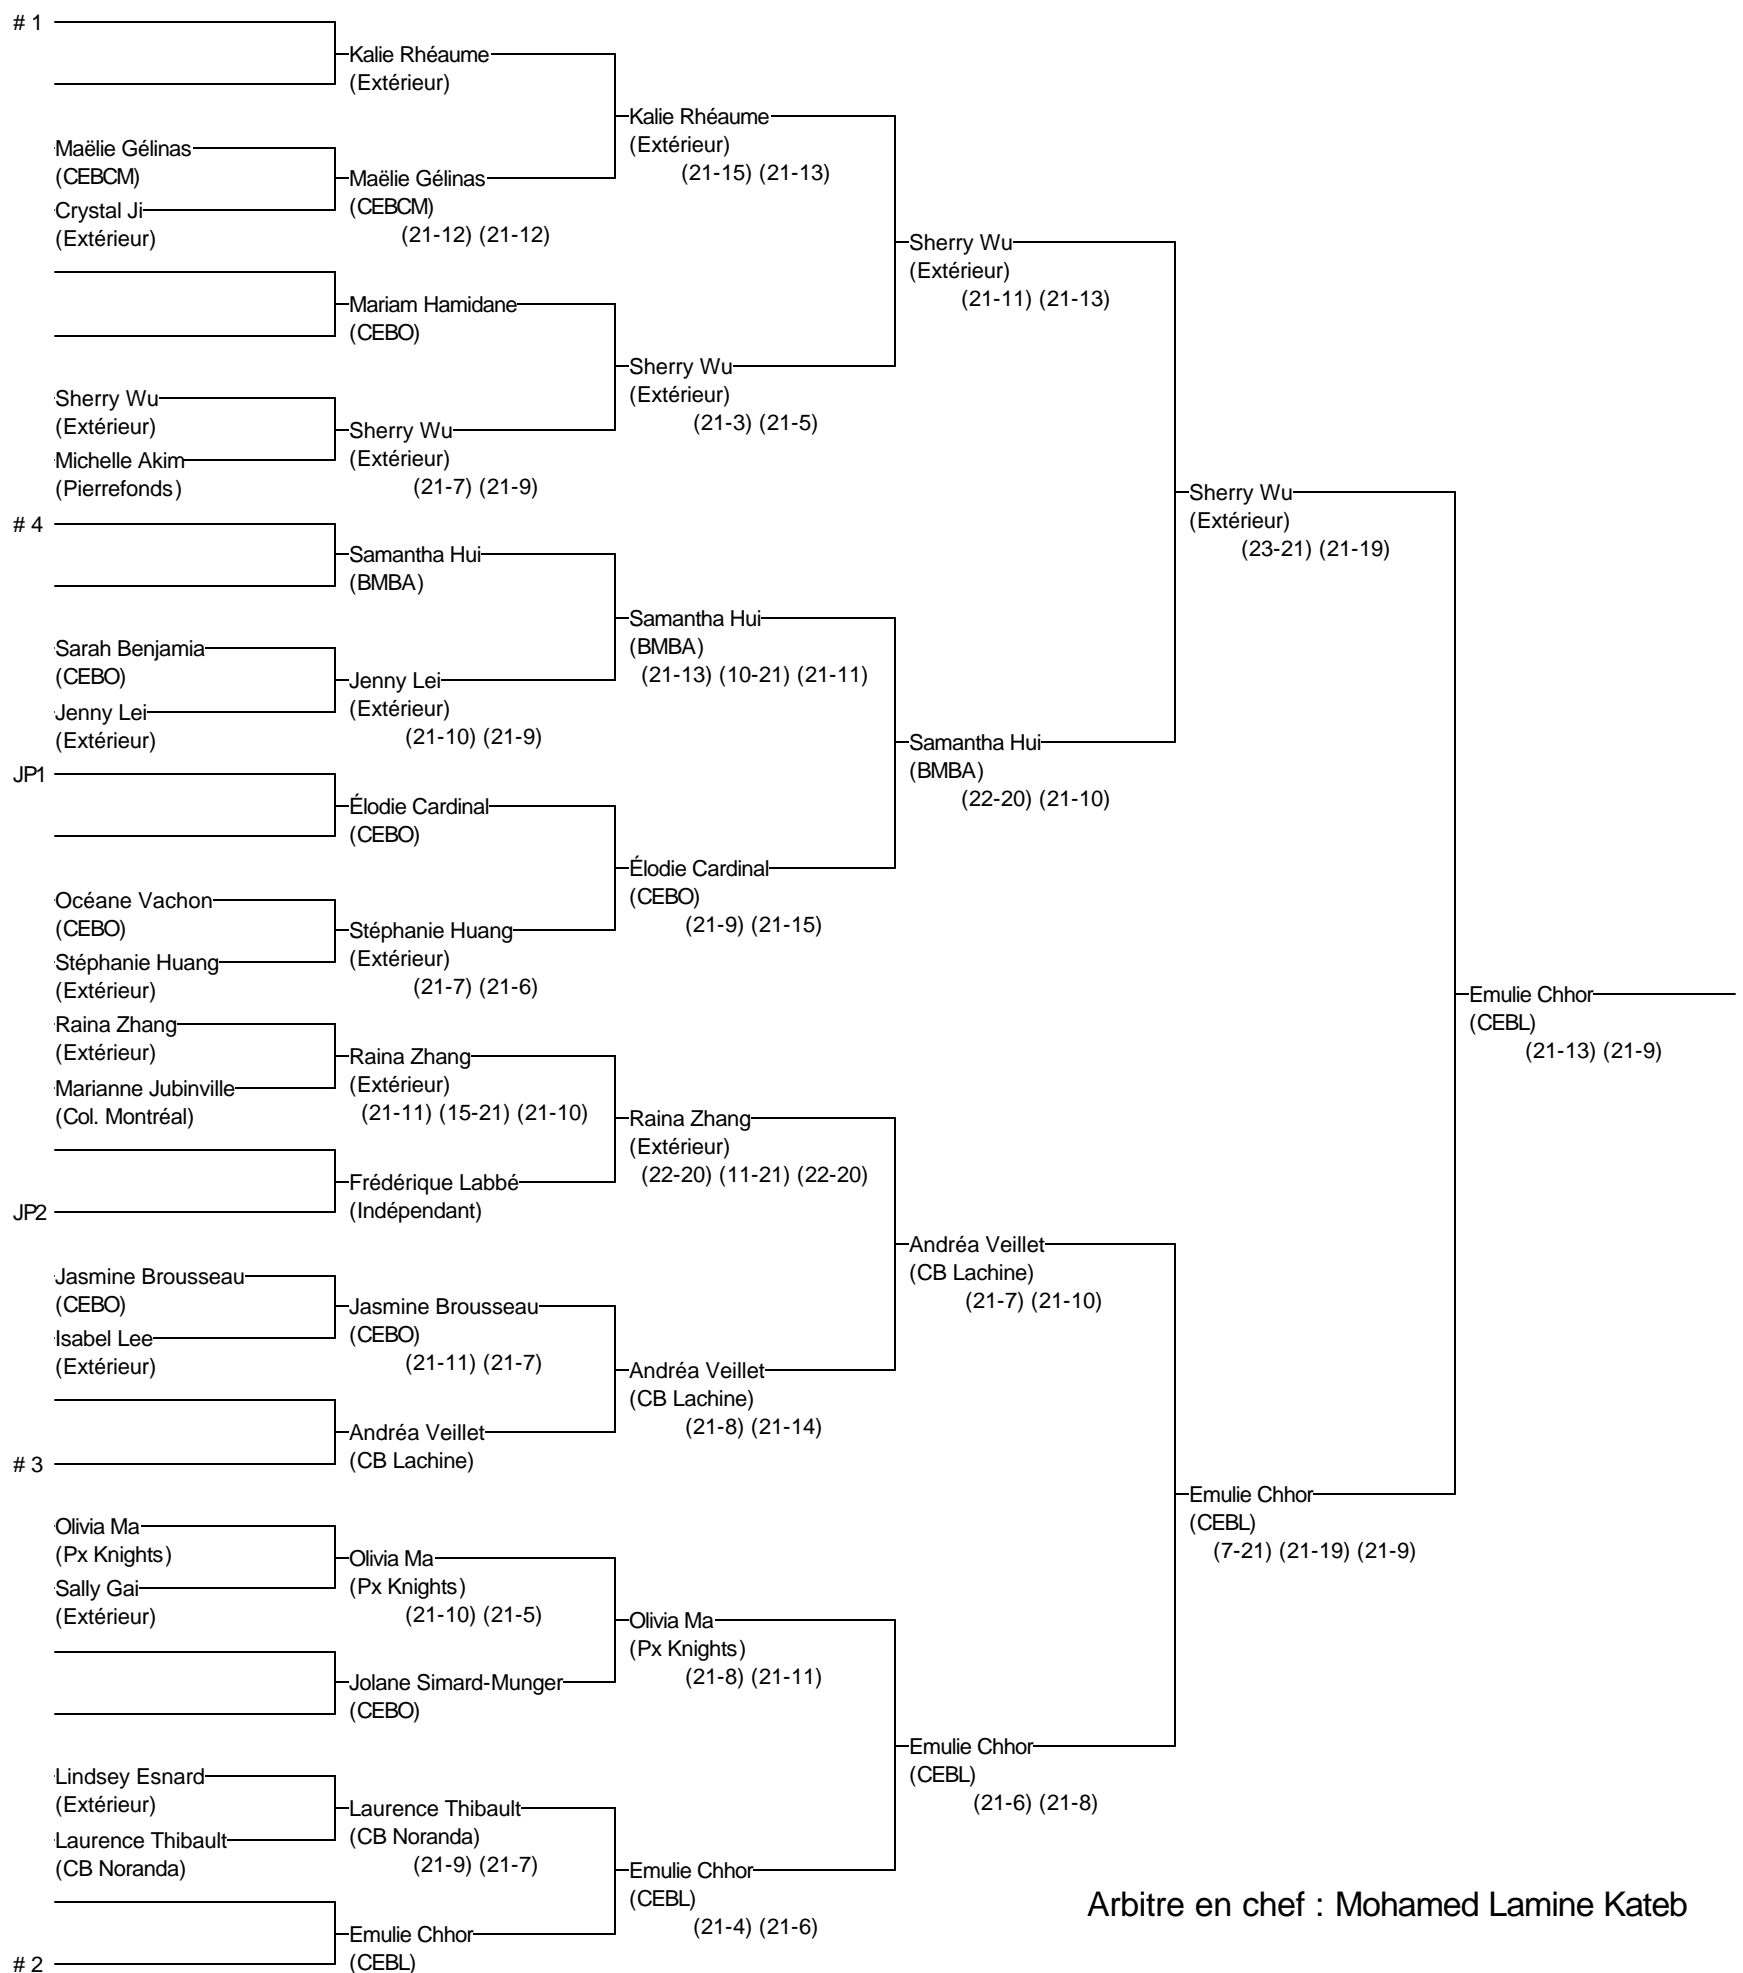 # 1
Kalie Rhéaume
(Extérieur)
Kalie Rhéaume
(Extérieur)
(21-15) (21-13)
Maëlie Gélinas
(CEBCM)
Maëlie Gélinas
(CEBCM)
(21-12) (21-12)
Crystal Ji
(Extérieur)
Sherry Wu
(Extérieur)
(21-11) (21-13)
Mariam Hamidane
(CEBO)
Sherry Wu
(Extérieur)
(21-3) (21-5)
Sherry Wu
(Extérieur)
Sherry Wu
(Extérieur)
(21-7) (21-9)
Michelle Akim
(Pierrefonds)
Sherry Wu
(Extérieur)
(23-21) (21-19)
# 4
Samantha Hui
(BMBA)
Samantha Hui
(BMBA)
(21-13) (10-21) (21-11)
Sarah Benjamia
(CEBO)
Jenny Lei
(Extérieur)
(21-10) (21-9)
Jenny Lei
(Extérieur)
Samantha Hui
(BMBA)
(22-20) (21-10)
JP1
Élodie Cardinal
(CEBO)
Élodie Cardinal
(CEBO)
(21-9) (21-15)
Océane Vachon
(CEBO)
Stéphanie Huang
(Extérieur)
(21-7) (21-6)
Stéphanie Huang
(Extérieur)
Emulie Chhor
(CEBL)
(21-13) (21-9)
Raina Zhang
(Extérieur)
Raina Zhang
(Extérieur)
(21-11) (15-21) (21-10)
Marianne Jubinville
(Col. Montréal)
Raina Zhang
(Extérieur)
(22-20) (11-21) (22-20)
Frédérique Labbé
(Indépendant)
JP2
Andréa Veillet
(CB Lachine)
(21-7) (21-10)
Jasmine Brousseau
(CEBO)
Jasmine Brousseau
(CEBO)
(21-11) (21-7)
Isabel Lee
(Extérieur)
Andréa Veillet
(CB Lachine)
(21-8) (21-14)
Andréa Veillet
(CB Lachine)
# 3
Emulie Chhor
(CEBL)
(7-21) (21-19) (21-9)
Olivia Ma
(Px Knights)
Olivia Ma
(Px Knights)
(21-10) (21-5)
Sally Gai
(Extérieur)
Olivia Ma
(Px Knights)
(21-8) (21-11)
Jolane Simard-Munger
(CEBO)
Emulie Chhor
(CEBL)
(21-6) (21-8)
Lindsey Esnard
(Extérieur)
Laurence Thibault
(CB Noranda)
(21-9) (21-7)
Laurence Thibault
(CB Noranda)
Emulie Chhor
(CEBL)
(21-4) (21-6)
Emulie Chhor
(CEBL)
# 2
Arbitre en chef : Mohamed Lamine Kateb